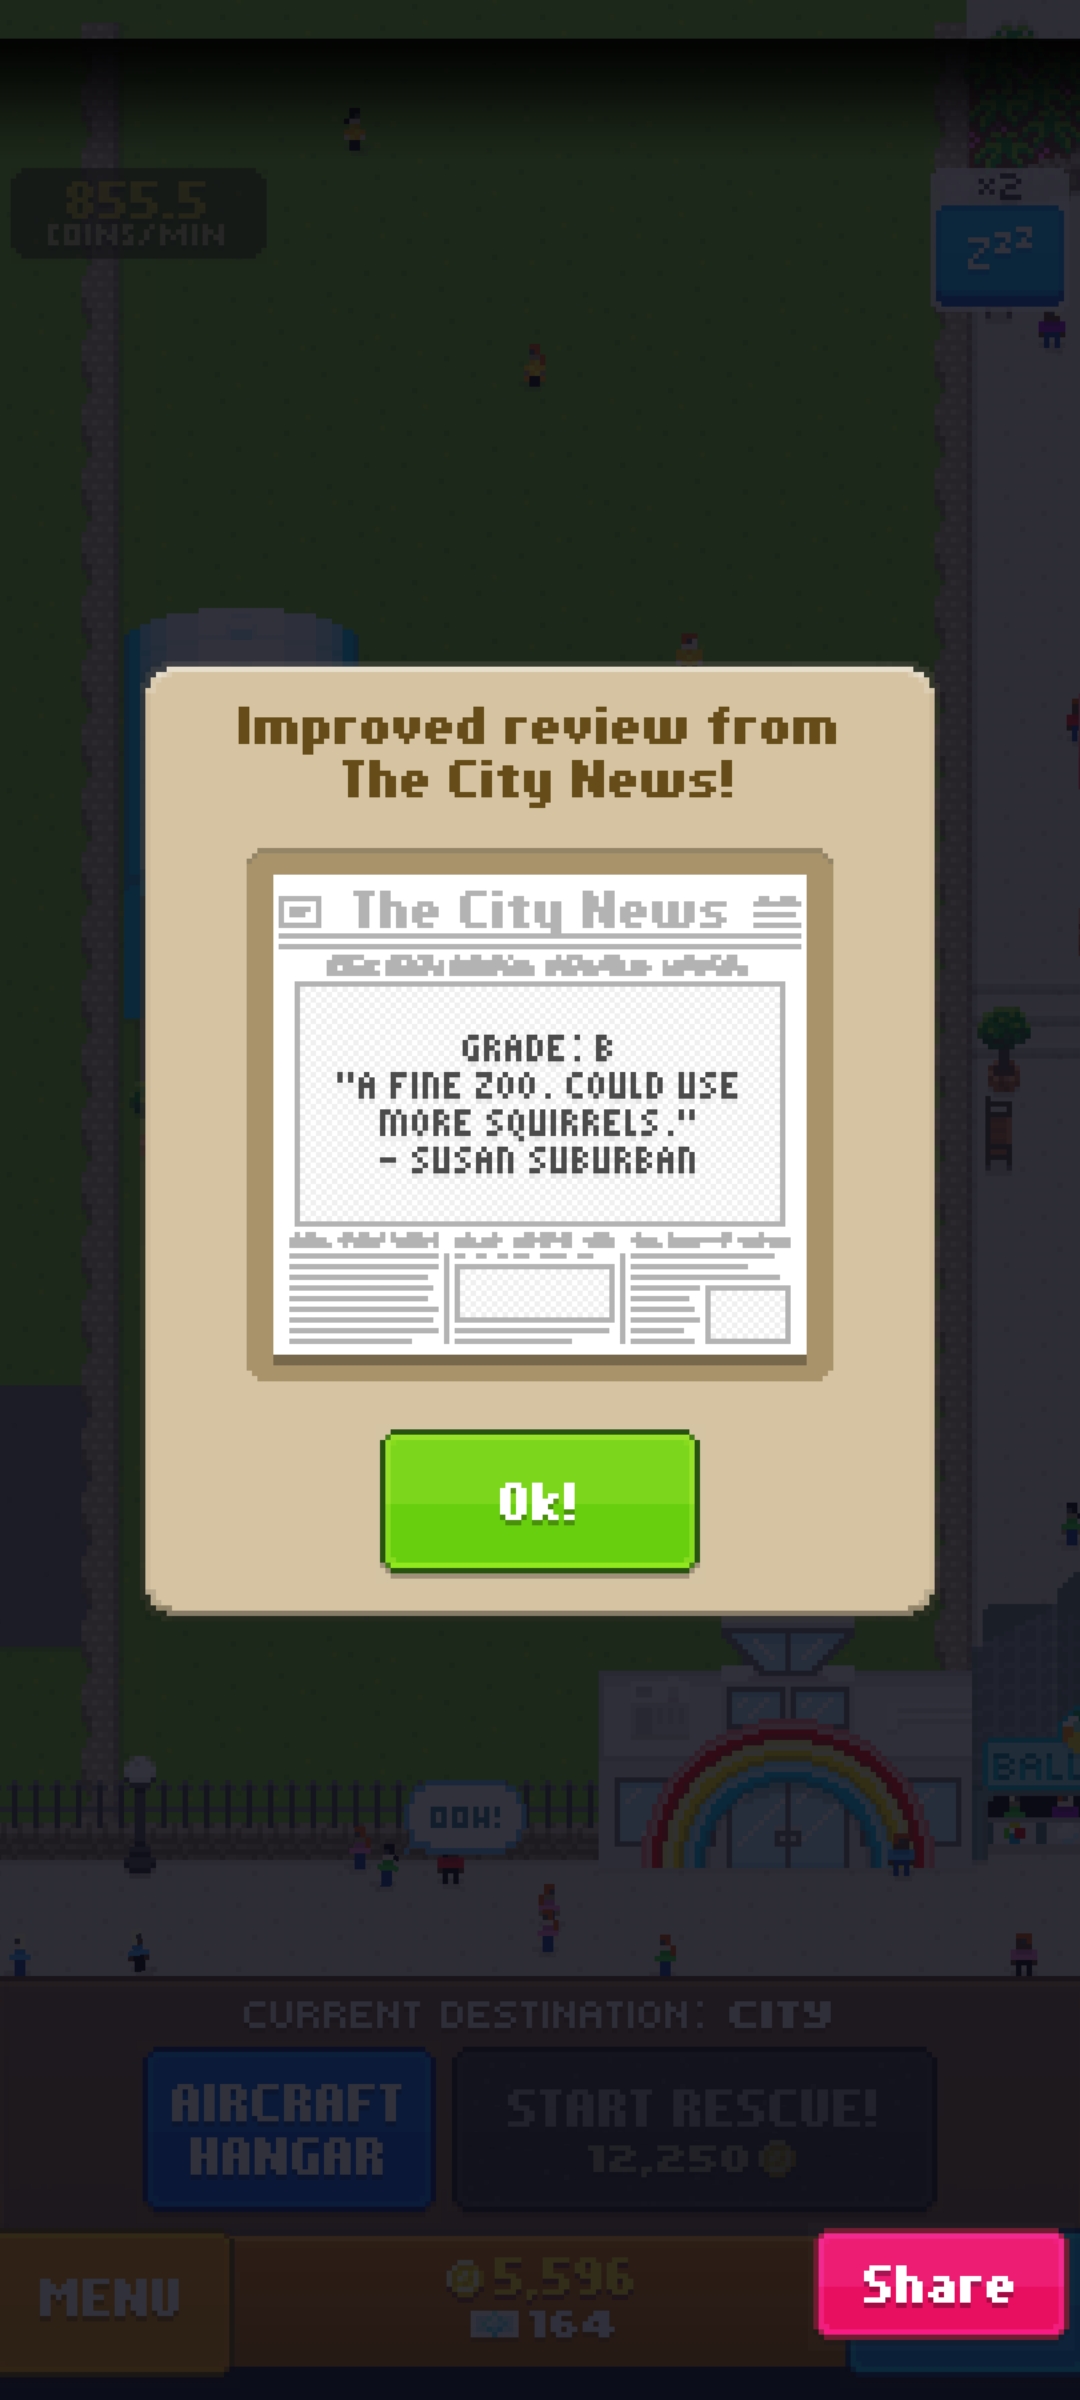 855.5
COINS/MIN
x2
zzz
Improved review from
The City News!
The City News
GRADE: B
"A FINE ZOO. COULD USE
MORE SQUIRRELS."
- SUSAN SUBURBAN
Ok!
OOH!
BALL
CURRENT DESTINATION: CITY
AIRCRAFT
HANGAR
START RESCUE!
12,250
MENU
5,596
164
Share